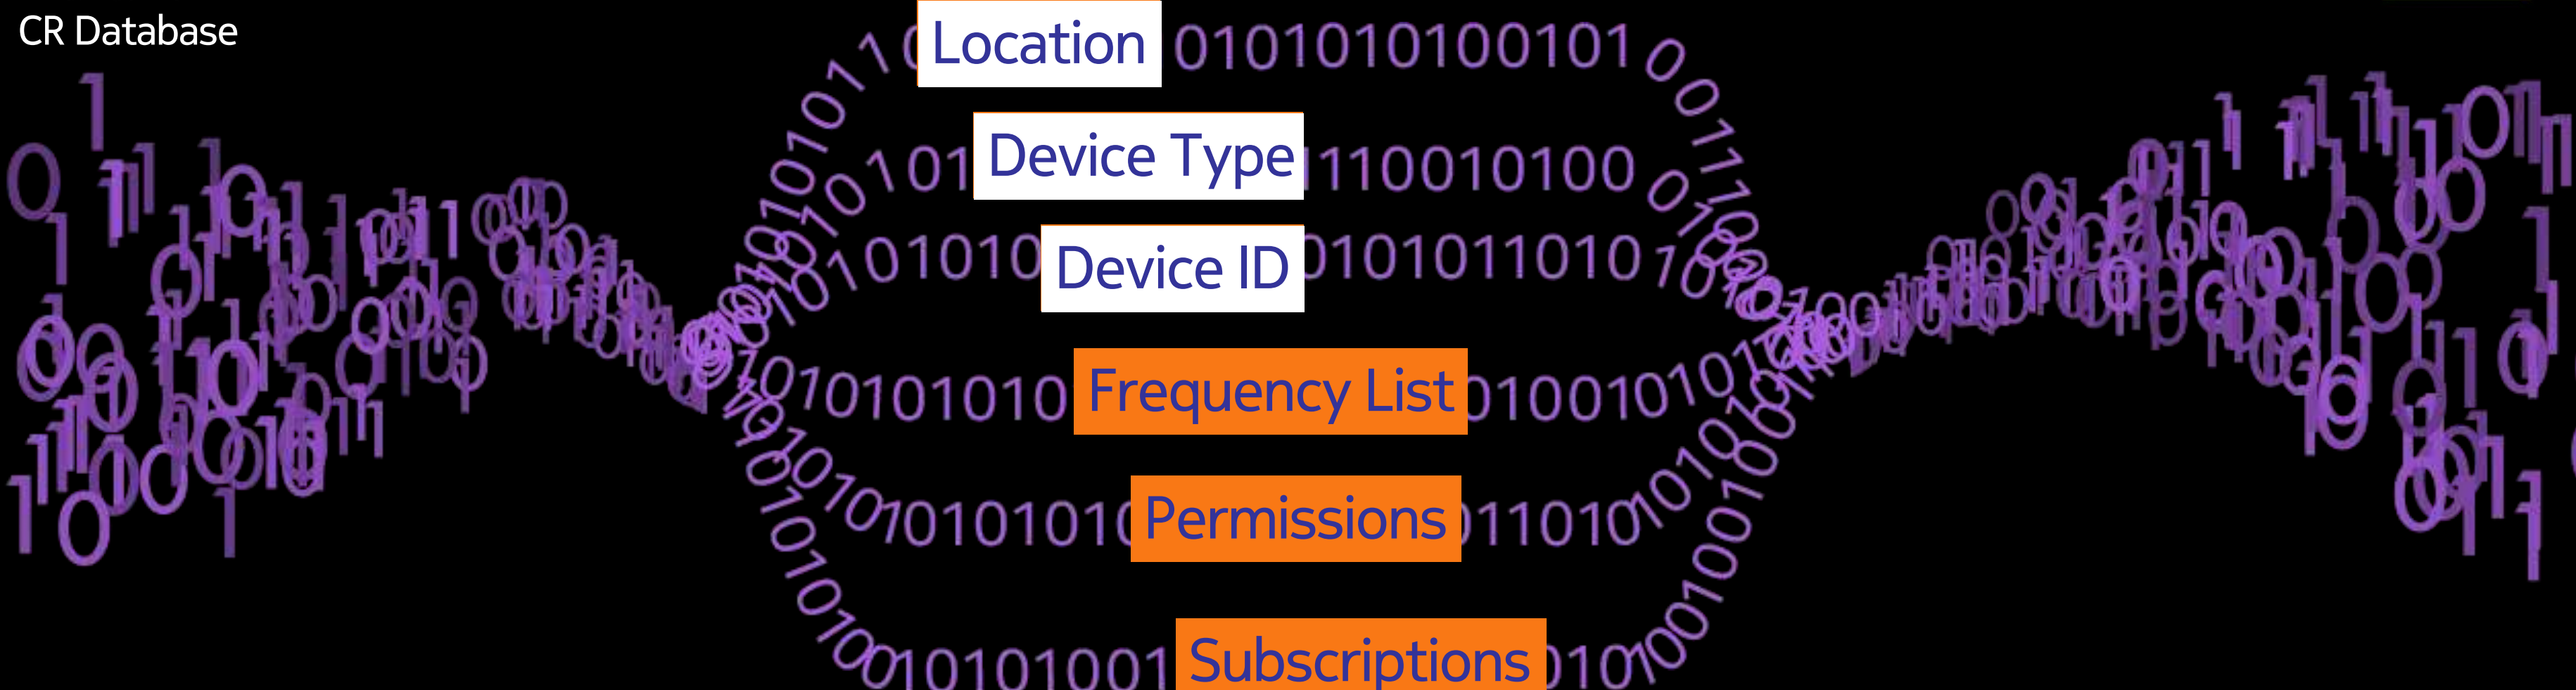 CR Database
Location
Device Type
Device ID
Frequency List
Permissions
Subscriptions